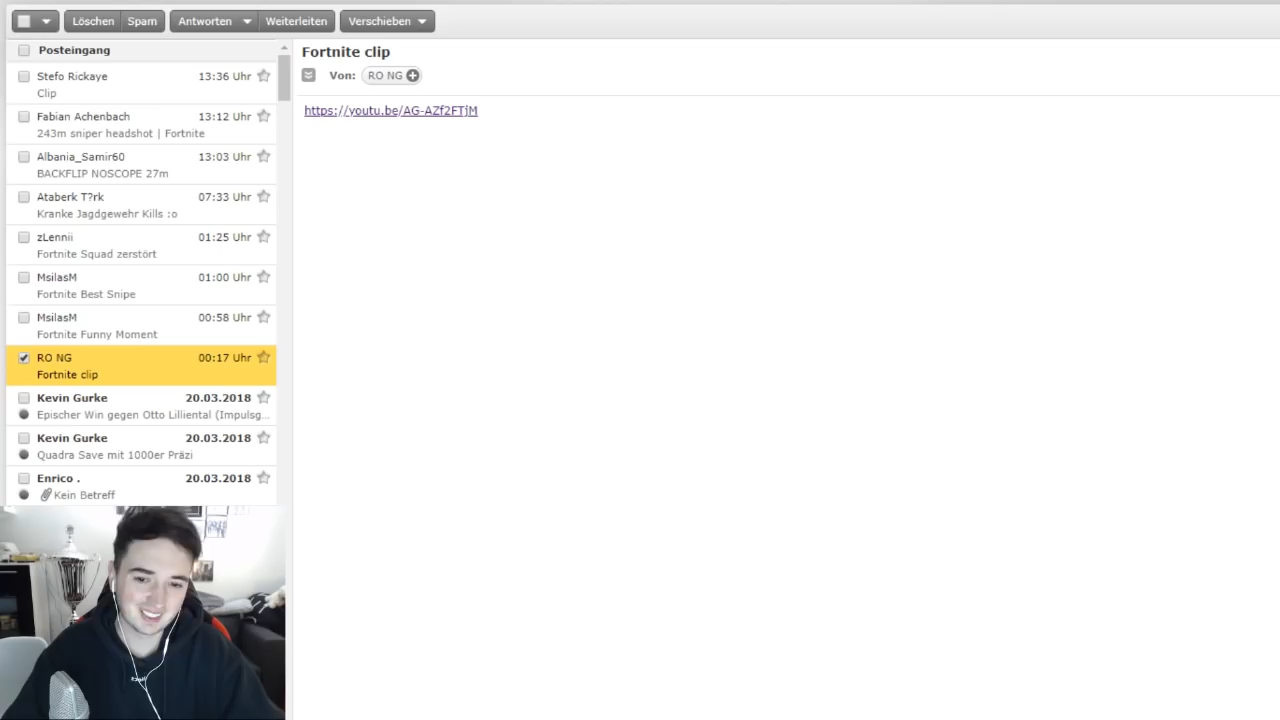 Löschen Spam Antworten Weiterleiten Verschieben
Posteingang
Stefo Rickaye 13:36 Uhr
Clip
Fabian Achenbach 13:12 Uhr
243m sniper headshot | Fortnite
Albania_Samir60 13:03 Uhr
BACKFLIP NOSCOPE 27m
Ataberk T?rk 07:33 Uhr
Kranke Jagdgewehr Kills :o
zLennii 01:25 Uhr
Fortnite Squad zerstört
MsilasM 01:00 Uhr
Fortnite Best Snipe
MsilasM 00:58 Uhr
Fortnite Funny Moment
RO NG 00:17 Uhr
Fortnite clip
Kevin Gurke 20.03.2018
Epischer Win gegen Otto Lilliental (Impulsg...
Kevin Gurke 20.03.2018
Quadra Save mit 1000er Präzi
Enrico . 20.03.2018
Kein Betreff
Fortnite clip
Von: RO NG
https://youtu.be/AG-AZf2FTjM